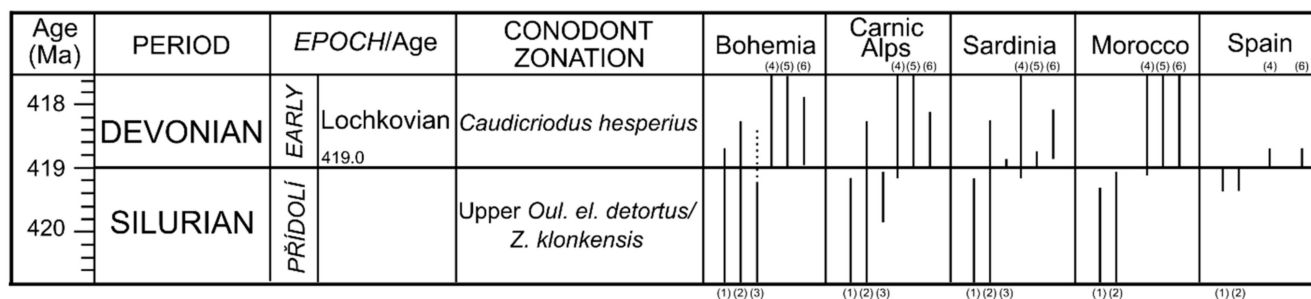 Age (Ma)
PERIOD
EPOCH/Age
CONODONT ZONATION
Bohemia
Carnic Alps
Sardinia
Morocco
Spain
(4) (5) (6)
(4) (5) (6)
(4) (5) (6)
(4) (5) (6)
(4) (6)
418
419
420
DEVONIAN
EARLY
Lochkovian
419.0
Caudicriodus hesperius
SILURIAN
PŘÍDOLÍ
Upper Oul. el. detortus/
Z. klonkensis
(1) (2) (3)
(1) (2) (3)
(1) (2) (3)
(1) (2)
(1) (2)